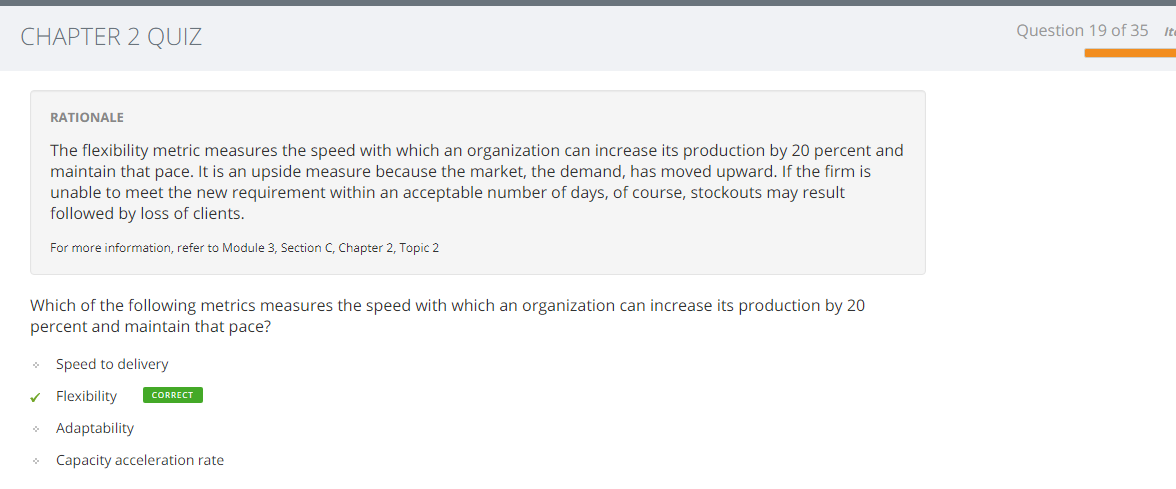 CHAPTER 2 QUIZ
Question 19 of 35
RATIONALE
The flexibility metric measures the speed with which an organization can increase its production by 20 percent and
maintain that pace. It is an upside measure because the market, the demand, has moved upward. If the firm is
unable to meet the new requirement within an acceptable number of days, of course, stockouts may result
followed by loss of clients.
For more information, refer to Module 3, Section C, Chapter 2, Topic 2
Which of the following metrics measures the speed with which an organization can increase its production by 20
percent and maintain that pace?
Speed to delivery
Flexibility CORRECT
Adaptability
Capacity acceleration rate